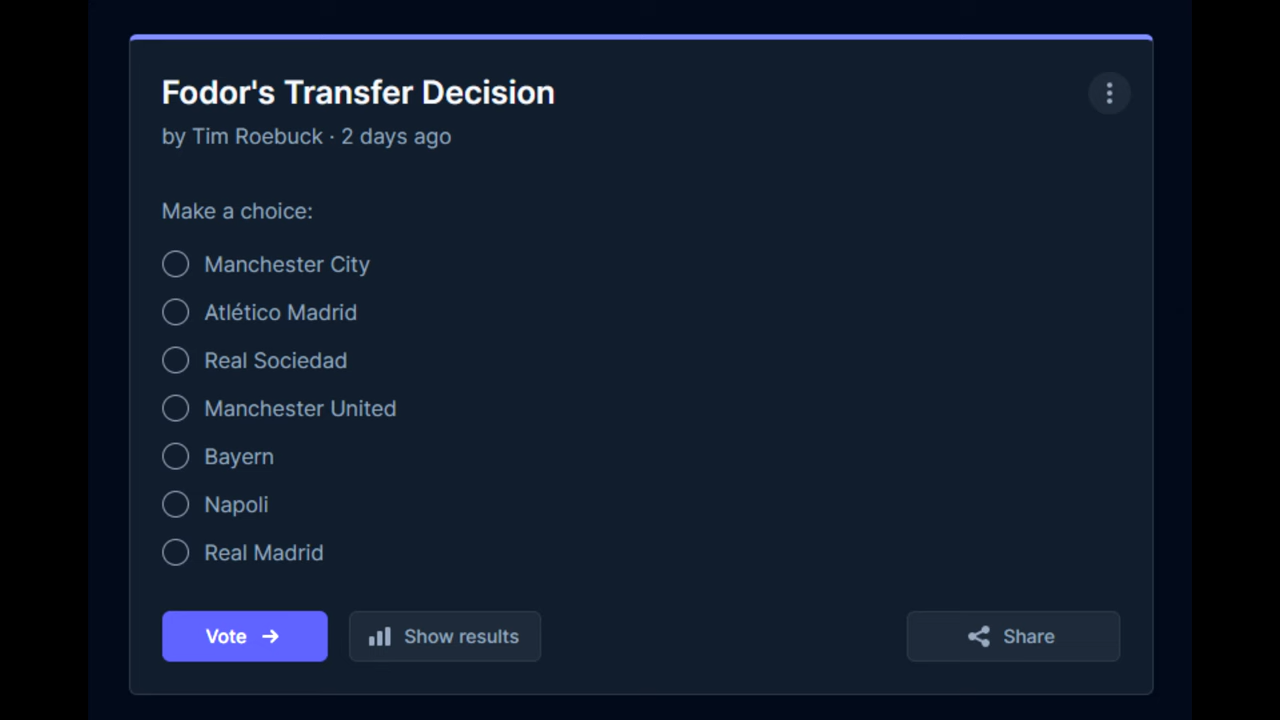 Fodor's Transfer Decision
by Tim Roebuck · 2 days ago
Make a choice:
Manchester City
Atlético Madrid
Real Sociedad
Manchester United
Bayern
Napoli
Real Madrid
Vote →
Show results
Share